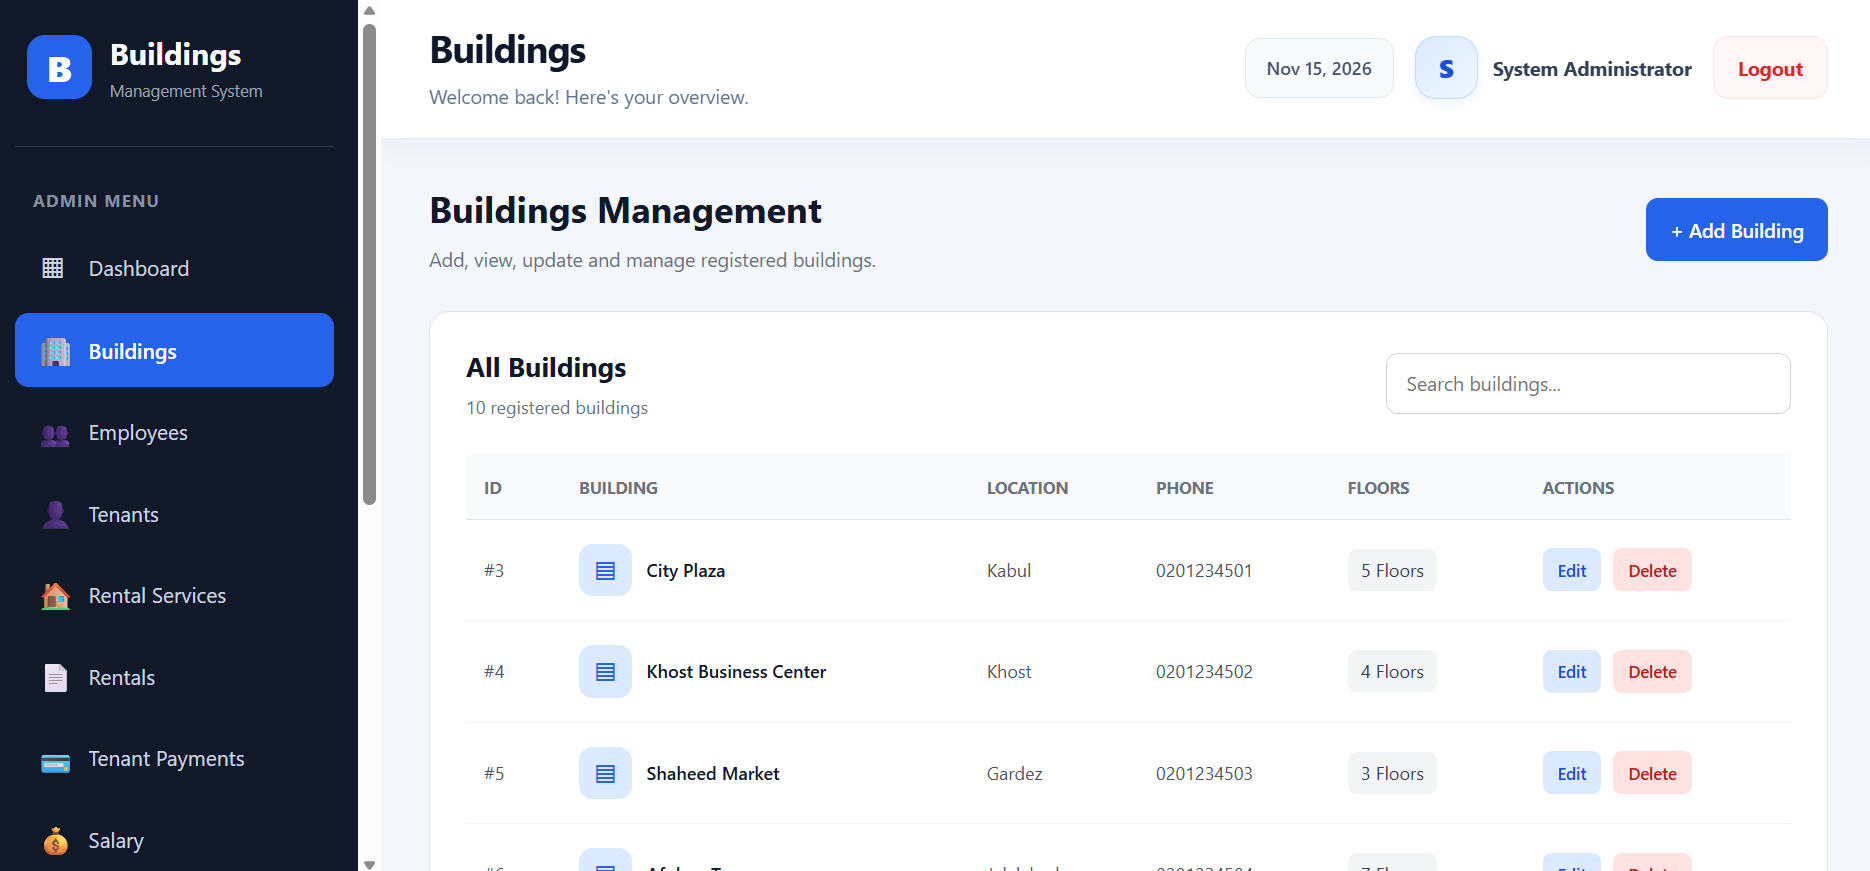 B
Buildings
Management System
ADMIN MENU
Dashboard
Buildings
Employees
Tenants
Rental Services
Rentals
Tenant Payments
Salary
Buildings
Welcome back! Here's your overview.
Nov 15, 2026
S
System Administrator
Logout
Buildings Management
Add, view, update and manage registered buildings.
+ Add Building
All Buildings
10 registered buildings
Search buildings...
ID BUILDING LOCATION PHONE FLOORS ACTIONS
#3 City Plaza Kabul 0201234501 5 Floors Edit Delete
#4 Khost Business Center Khost 0201234502 4 Floors Edit Delete
#5 Shaheed Market Gardez 0201234503 3 Floors Edit Delete